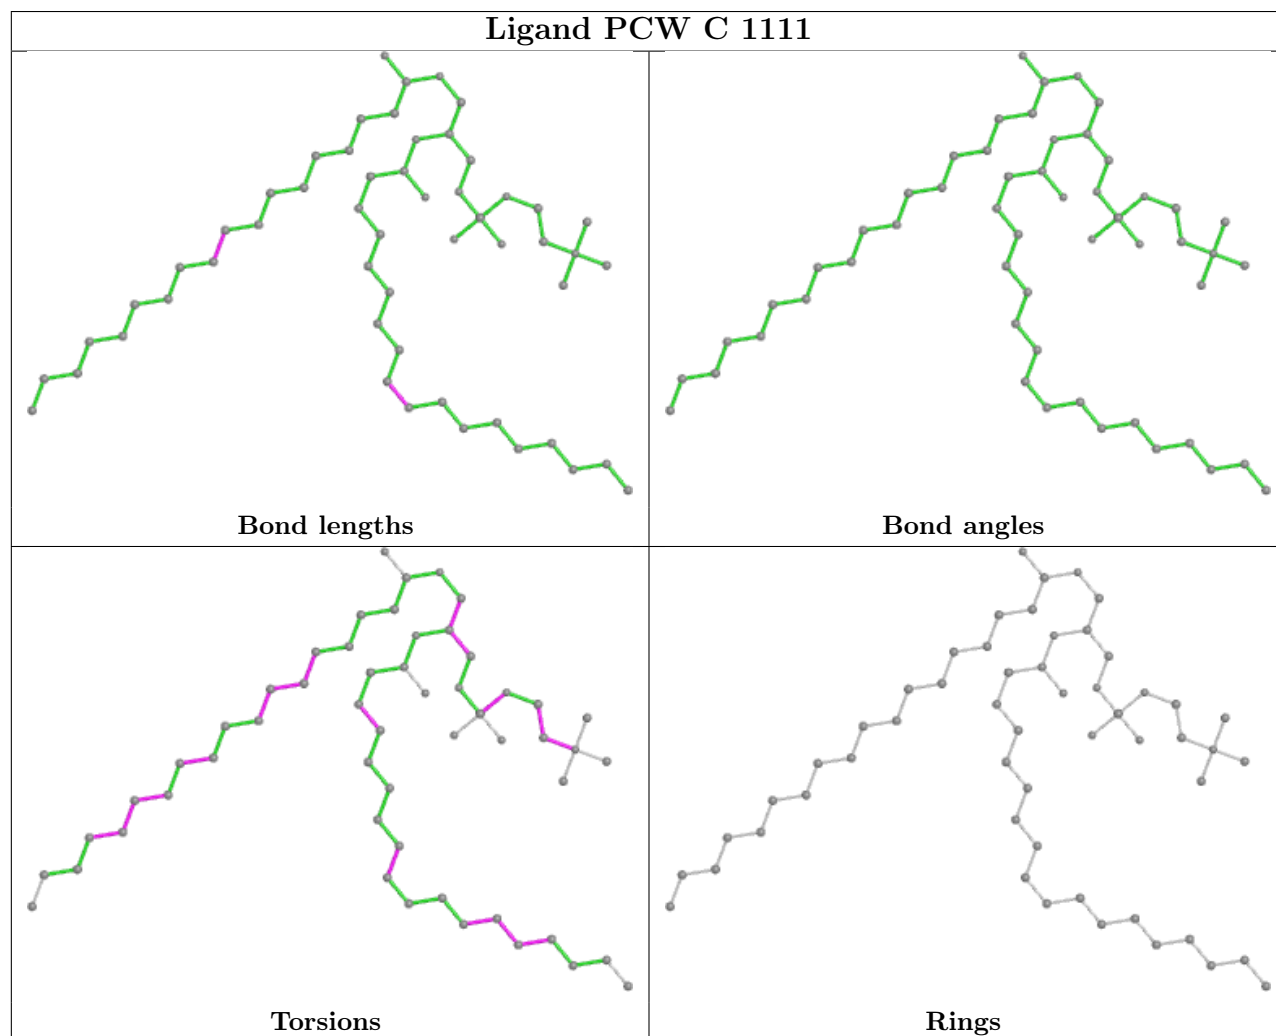 Ligand PCW C 1111
Bond lengths
Bond angles
Torsions
Rings